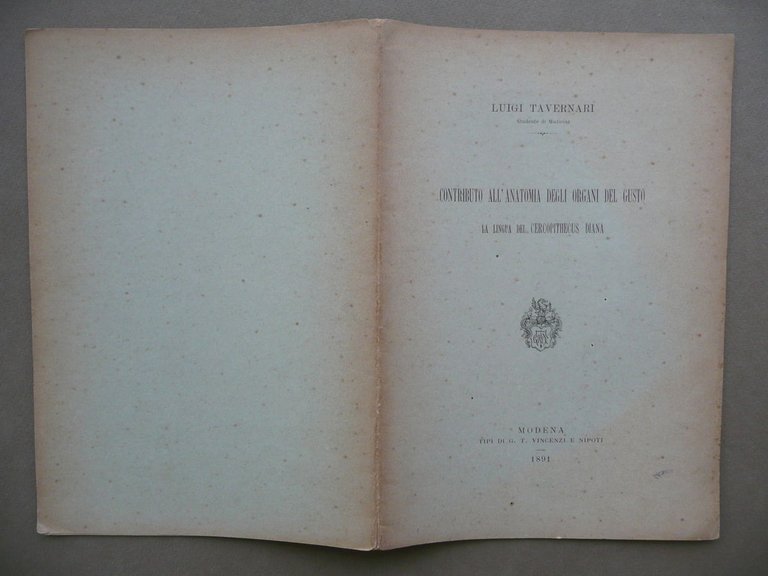 LUIGI TAVERNARI
Studente di Medicina
CONTRIBUTO ALL'ANATOMIA DEGLI ORGANI DEL GUSTO
LA LINGUA DEL CERCOPITHECUS DIANA
MODENA
TIPI DI G. T. VINCENZI E NIPOTI
1891